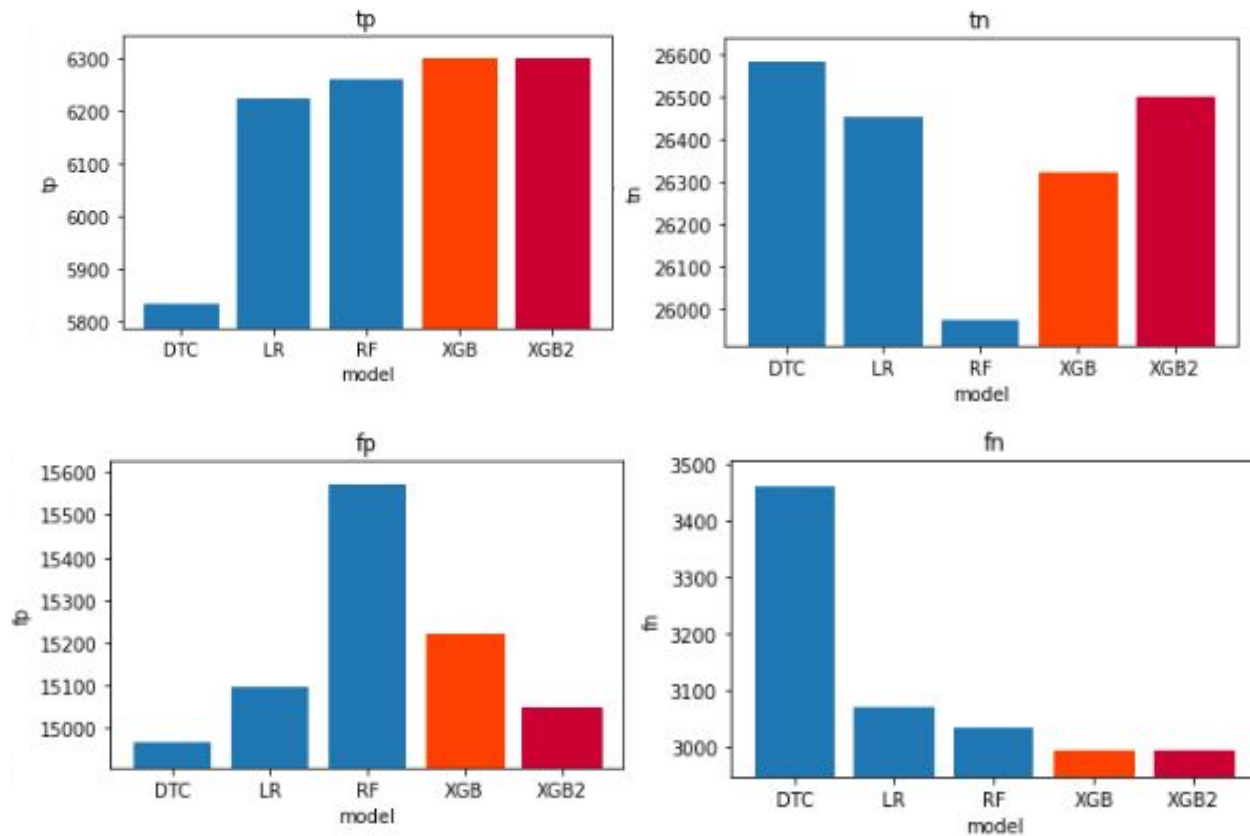 tp
tp
6300
6200
6100
6000
5900
5800
DTC LR RF XGB XGB2
model
tn
tn
26600
26500
26400
26300
26200
26100
26000
DTC LR RF XGB XGB2
model
fp
fp
15600
15500
15400
15300
15200
15100
15000
DTC LR RF XGB XGB2
model
fn
fn
3500
3400
3300
3200
3100
3000
DTC LR RF XGB XGB2
model